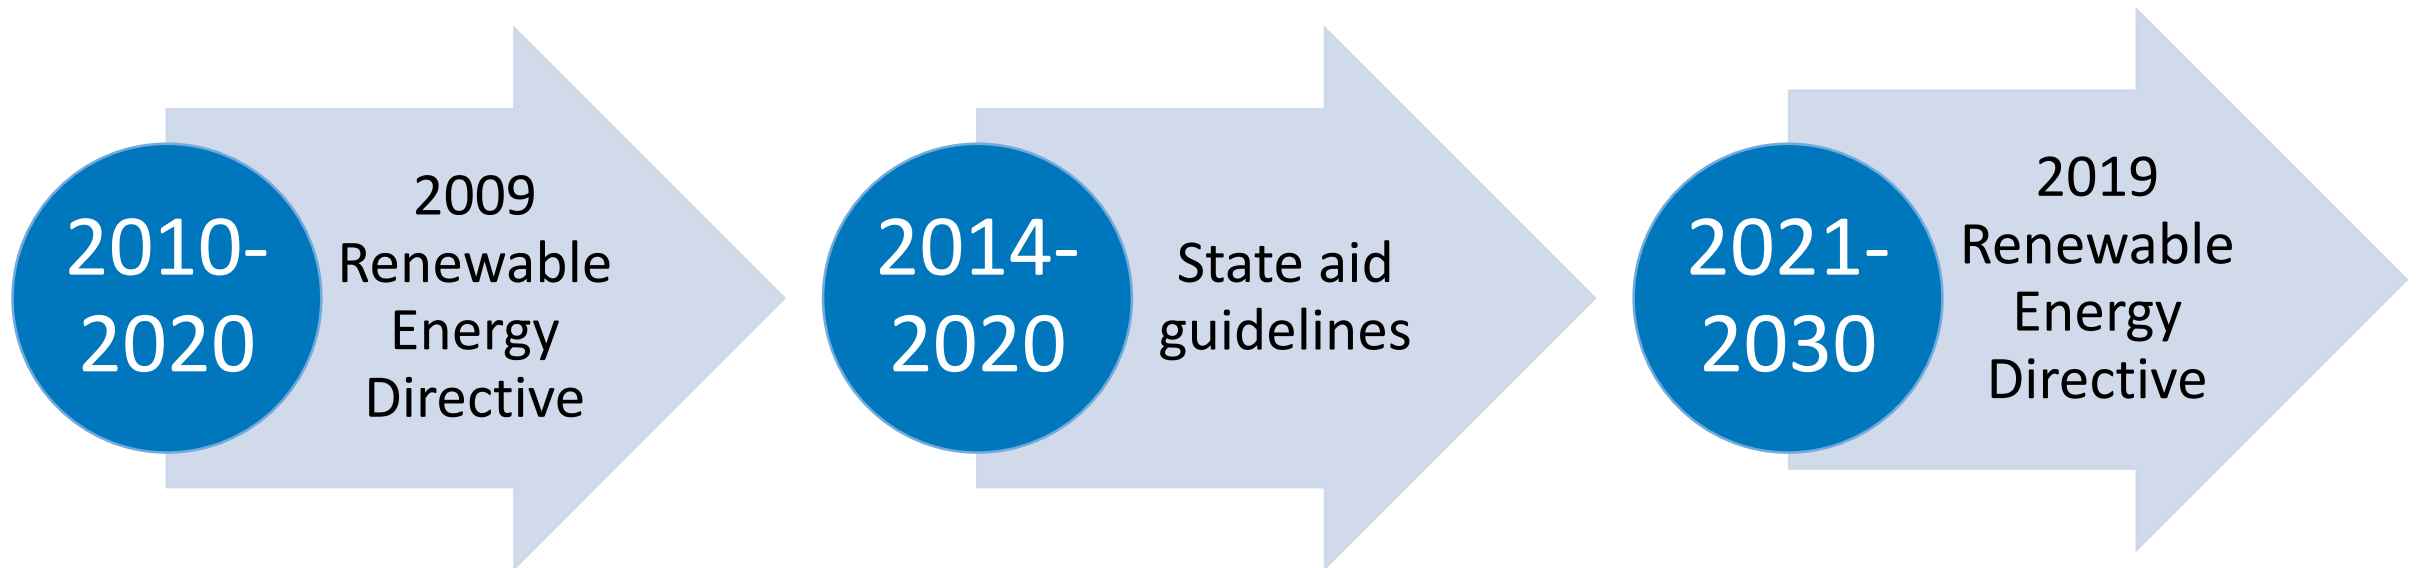 2010-
2020
2009
Renewable
Energy
Directive
2014-
2020
State aid
guidelines
2021-
2030
2019
Renewable
Energy
Directive